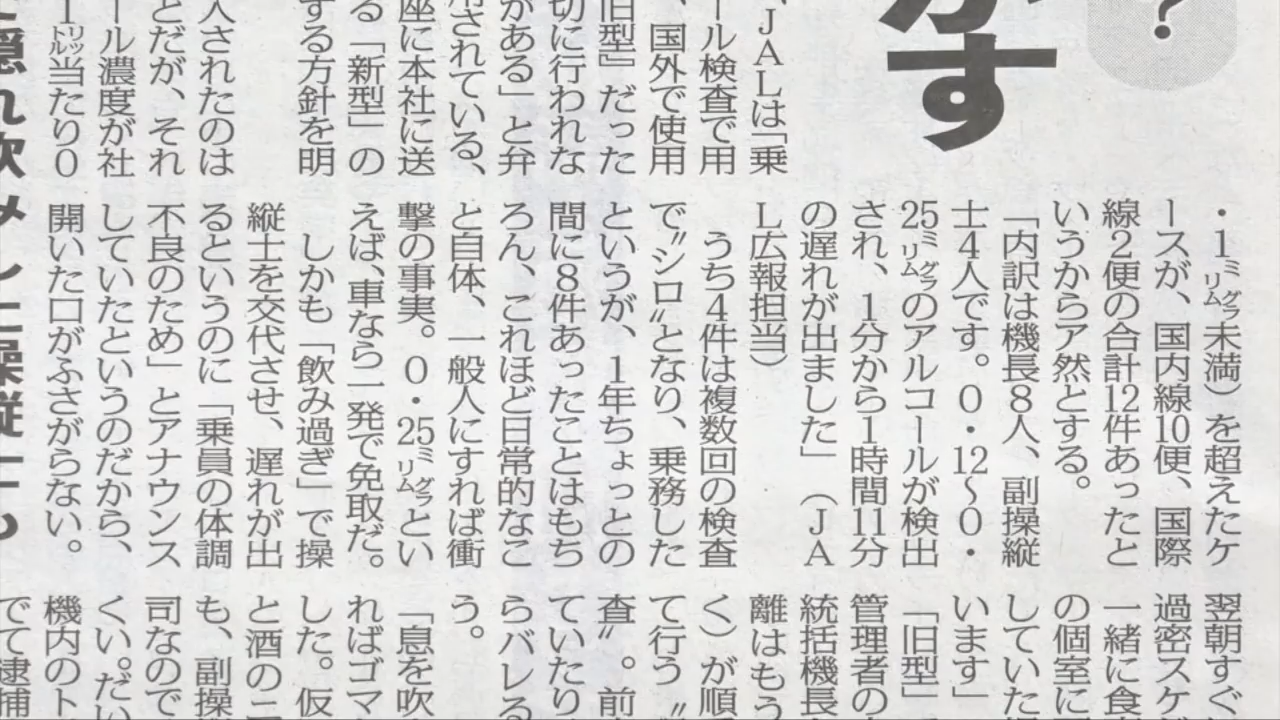 ？
かす
、JALは「乗
ール検査で用
、国外で使用
旧型』だった
切に行われな
がある」と弁
用されている、
座に本社に送
る「新型」の
する方針を明
入されたのは
とだが、それ
ール濃度が社
リットル当たり0
・1ミリグラム未満）を超えたケ
ースが、国内線10便、国際
線2便の合計12件あったと
いうからア然とする。
「内訳は機長8人、副操縦
士4人です。0・12〜0・
25ミリグラムのアルコールが検出
され、1分から1時間11分
の遅れが出ました」（JA
L広報担当）
うち4件は複数回の検査
で〝シロ〟となり、乗務した
というが、1年ちょっとの
間に8件あったことはもち
ろん、これほど日常的なこ
と自体、一般人にすれば衝
撃の事実。0・25ミリグラムとい
えば、車なら一発で免取だ。
しかも「飲み過ぎ」で操
縦士を交代させ、遅れが出
るというのに「乗員の体調
不良のため」とアナウンス
していたというのだから、
開いた口がふさがらない。
翌朝すぐ
過密スケ
一緒に食
の個室に
していた
います」
「旧型」
管理者の
統括機長
離はもう
く）が順
て行う〝
査〟。前
ていたり
らバレる
う。
「息を吹
ればゴマ
した。仮
と酒のニ
も、副操
司なので
くい。だい
機内のト
でて逮捕
隠れ飲
操縦